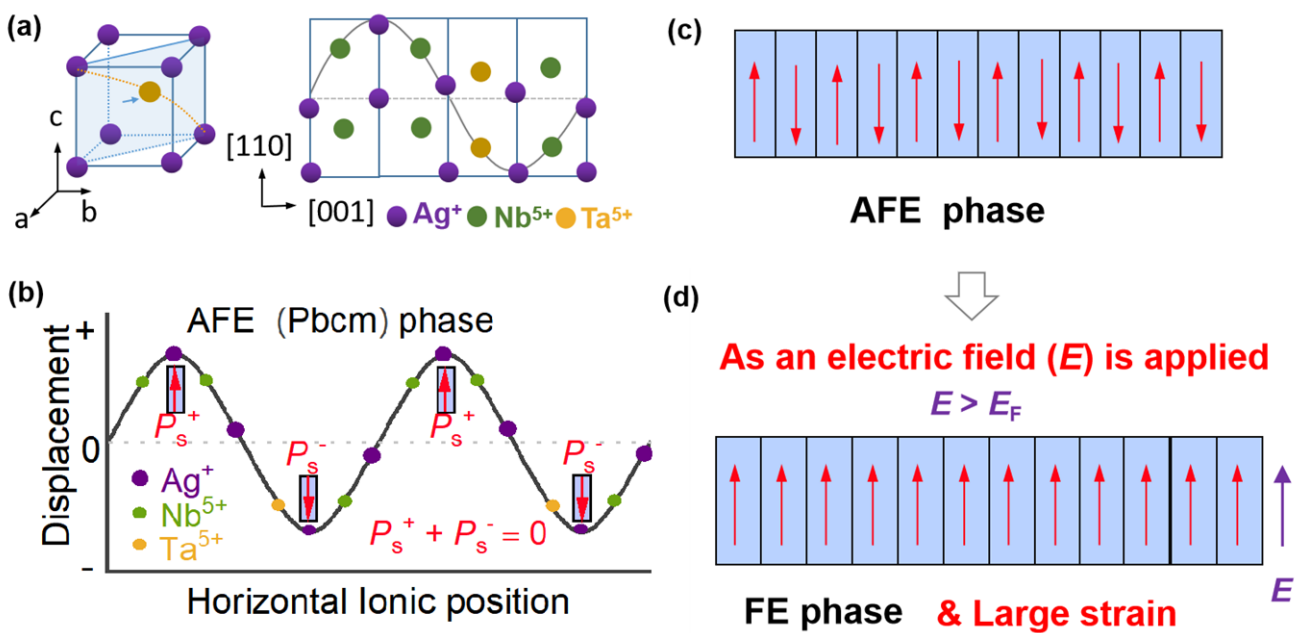 (a)
c
a
b
[110]
[001]
Ag⁺ Nb⁵⁺ Ta⁵⁺
(b)
AFE (Pbcm) phase
Displacement
+
0
-
Pₛ⁺
Pₛ⁻
Pₛ⁺
Pₛ⁻
Ag⁺
Nb⁵⁺
Ta⁵⁺
Pₛ⁺ + Pₛ⁻ = 0
Horizontal Ionic position
(c)
AFE phase
(d)
As an electric field (E) is applied
E > E_F
E
FE phase & Large strain